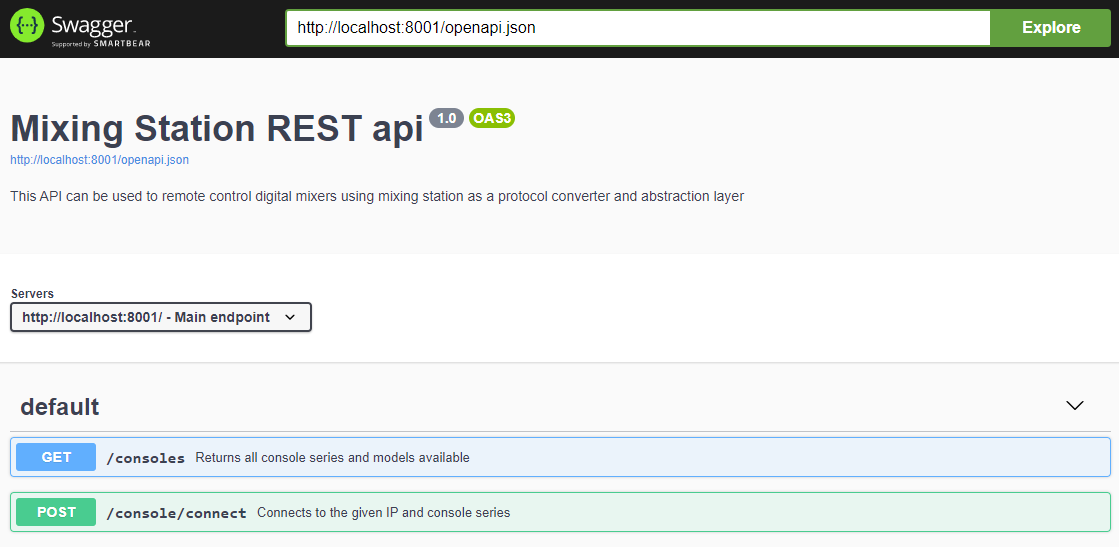 Swagger.
Supported by SMARTBEAR
http://localhost:8001/openapi.json
Explore
Mixing Station REST api 1.0 OAS3
http://localhost:8001/openapi.json
This API can be used to remote control digital mixers using mixing station as a protocol converter and abstraction layer
Servers
http://localhost:8001/ - Main endpoint
default
GET /consoles Returns all console series and models available
POST /console/connect Connects to the given IP and console series